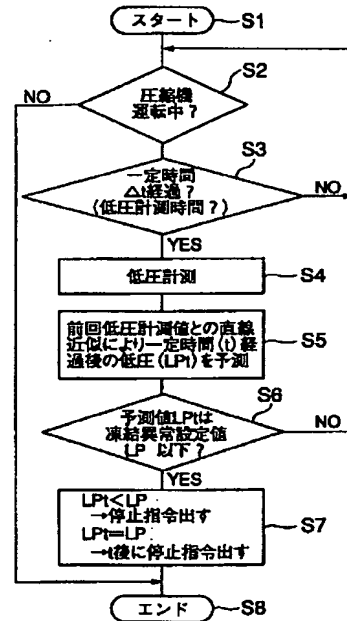 スタート
S1
S2
圧縮機
運転中?
NO
S3
一定時間
Δt経過?
(低圧計測時間?)
NO
YES
低圧計測
S4
前回低圧計測値との直線
近似により一定時間(t)経
過後の低圧(LPt)を予測
S5
S6
予測値LPtは
凍結異常設定値
LP 以下?
NO
YES
LPt<LP
→停止指令出す
LPt=LP
→t後に停止指令出す
S7
エンド
S8